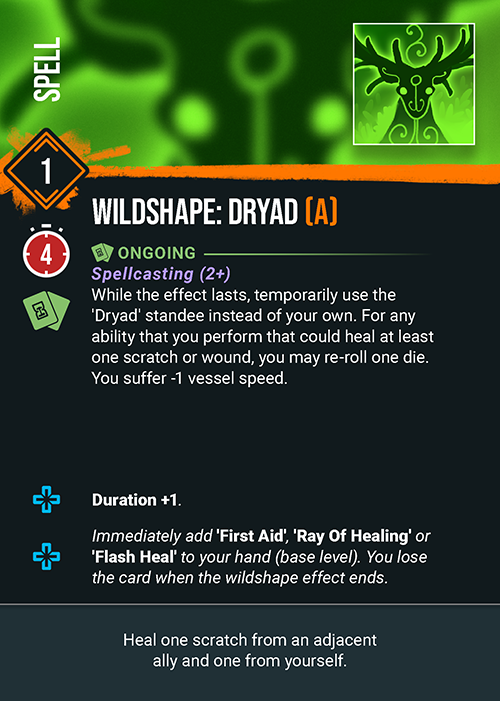 SPELL
1
WILDSHAPE: DRYAD (A)
4
ONGOING
Spellcasting (2+)
While the effect lasts, temporarily use the
'Dryad' standee instead of your own. For any
ability that you perform that could heal at least
one scratch or wound, you may re-roll one die.
You suffer -1 vessel speed.
Duration +1.
Immediately add 'First Aid', 'Ray Of Healing' or
'Flash Heal' to your hand (base level). You lose
the card when the wildshape effect ends.
Heal one scratch from an adjacent
ally and one from yourself.